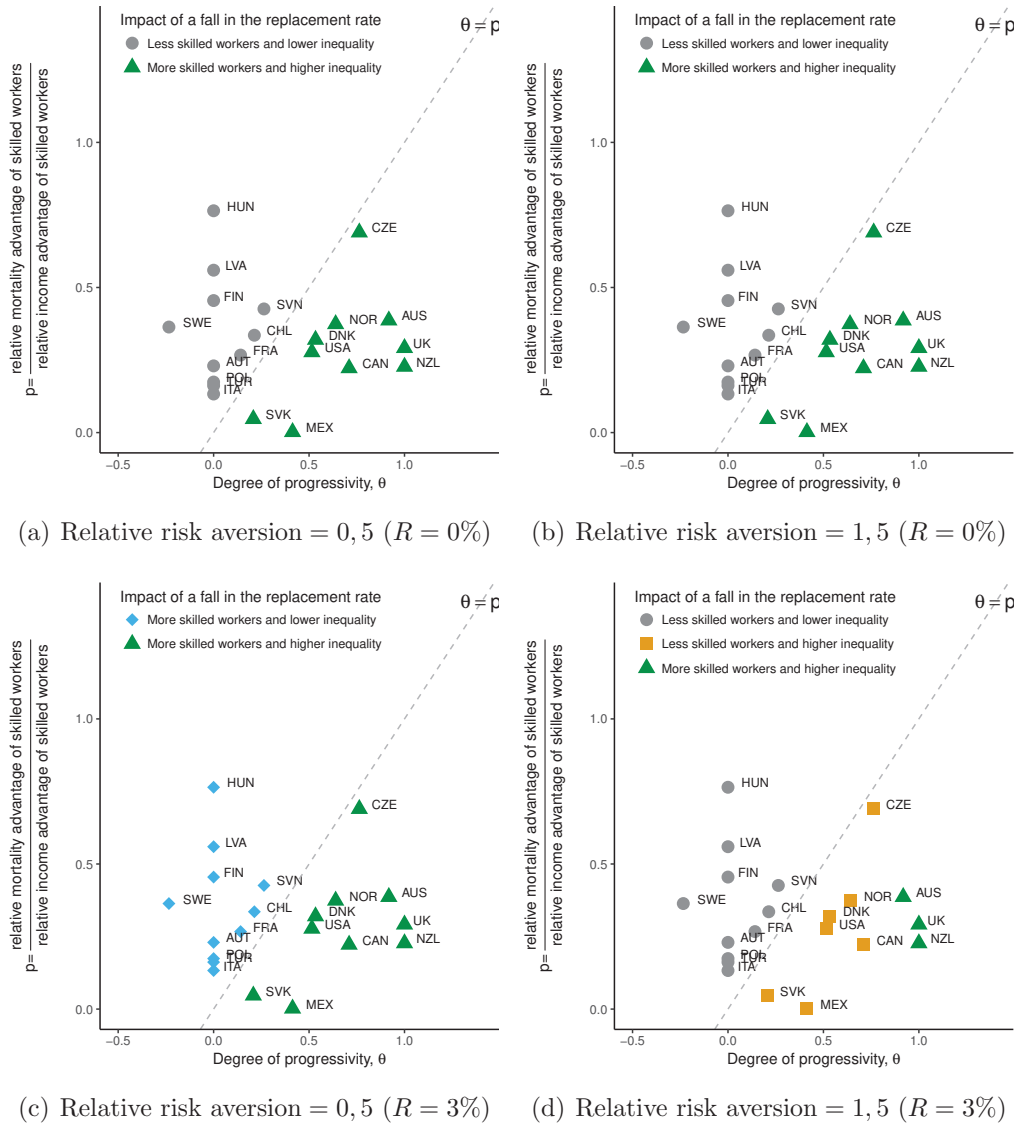 Impact of a fall in the replacement rate
θ = p
Less skilled workers and lower inequality
More skilled workers and higher inequality
p= relative mortality advantage of skilled workers
relative income advantage of skilled workers
1.0
0.5
0.0
HUN
CZE
LVA
FIN
SVN
SWE
NOR
AUS
CHL
DNK
FRA
USA
UK
AUT
CAN
NZL
POL
TUR
ITA
SVK
MEX
−0.5 0.0 0.5 1.0
Degree of progressivity, θ
(a) Relative risk aversion = 0, 5 (R = 0%)
Impact of a fall in the replacement rate
θ = p
Less skilled workers and lower inequality
More skilled workers and higher inequality
p= relative mortality advantage of skilled workers
relative income advantage of skilled workers
1.0
0.5
0.0
HUN
CZE
LVA
FIN
SVN
SWE
NOR
AUS
CHL
DNK
FRA
USA
UK
AUT
CAN
NZL
POL
TUR
ITA
SVK
MEX
−0.5 0.0 0.5 1.0
Degree of progressivity, θ
(b) Relative risk aversion = 1, 5 (R = 0%)
Impact of a fall in the replacement rate
θ = p
More skilled workers and lower inequality
More skilled workers and higher inequality
p= relative mortality advantage of skilled workers
relative income advantage of skilled workers
1.0
0.5
0.0
HUN
CZE
LVA
FIN
SVN
SWE
NOR
AUS
CHL
DNK
FRA
USA
UK
AUT
CAN
NZL
POL
TUR
ITA
SVK
MEX
−0.5 0.0 0.5 1.0
Degree of progressivity, θ
(c) Relative risk aversion = 0, 5 (R = 3%)
Impact of a fall in the replacement rate
θ = p
Less skilled workers and lower inequality
Less skilled workers and higher inequality
More skilled workers and higher inequality
p= relative mortality advantage of skilled workers
relative income advantage of skilled workers
1.0
0.5
0.0
HUN
CZE
LVA
FIN
SVN
SWE
NOR
AUS
CHL
DNK
FRA
USA
UK
AUT
CAN
NZL
POL
TUR
ITA
SVK
MEX
−0.5 0.0 0.5 1.0
Degree of progressivity, θ
(d) Relative risk aversion = 1, 5 (R = 3%)